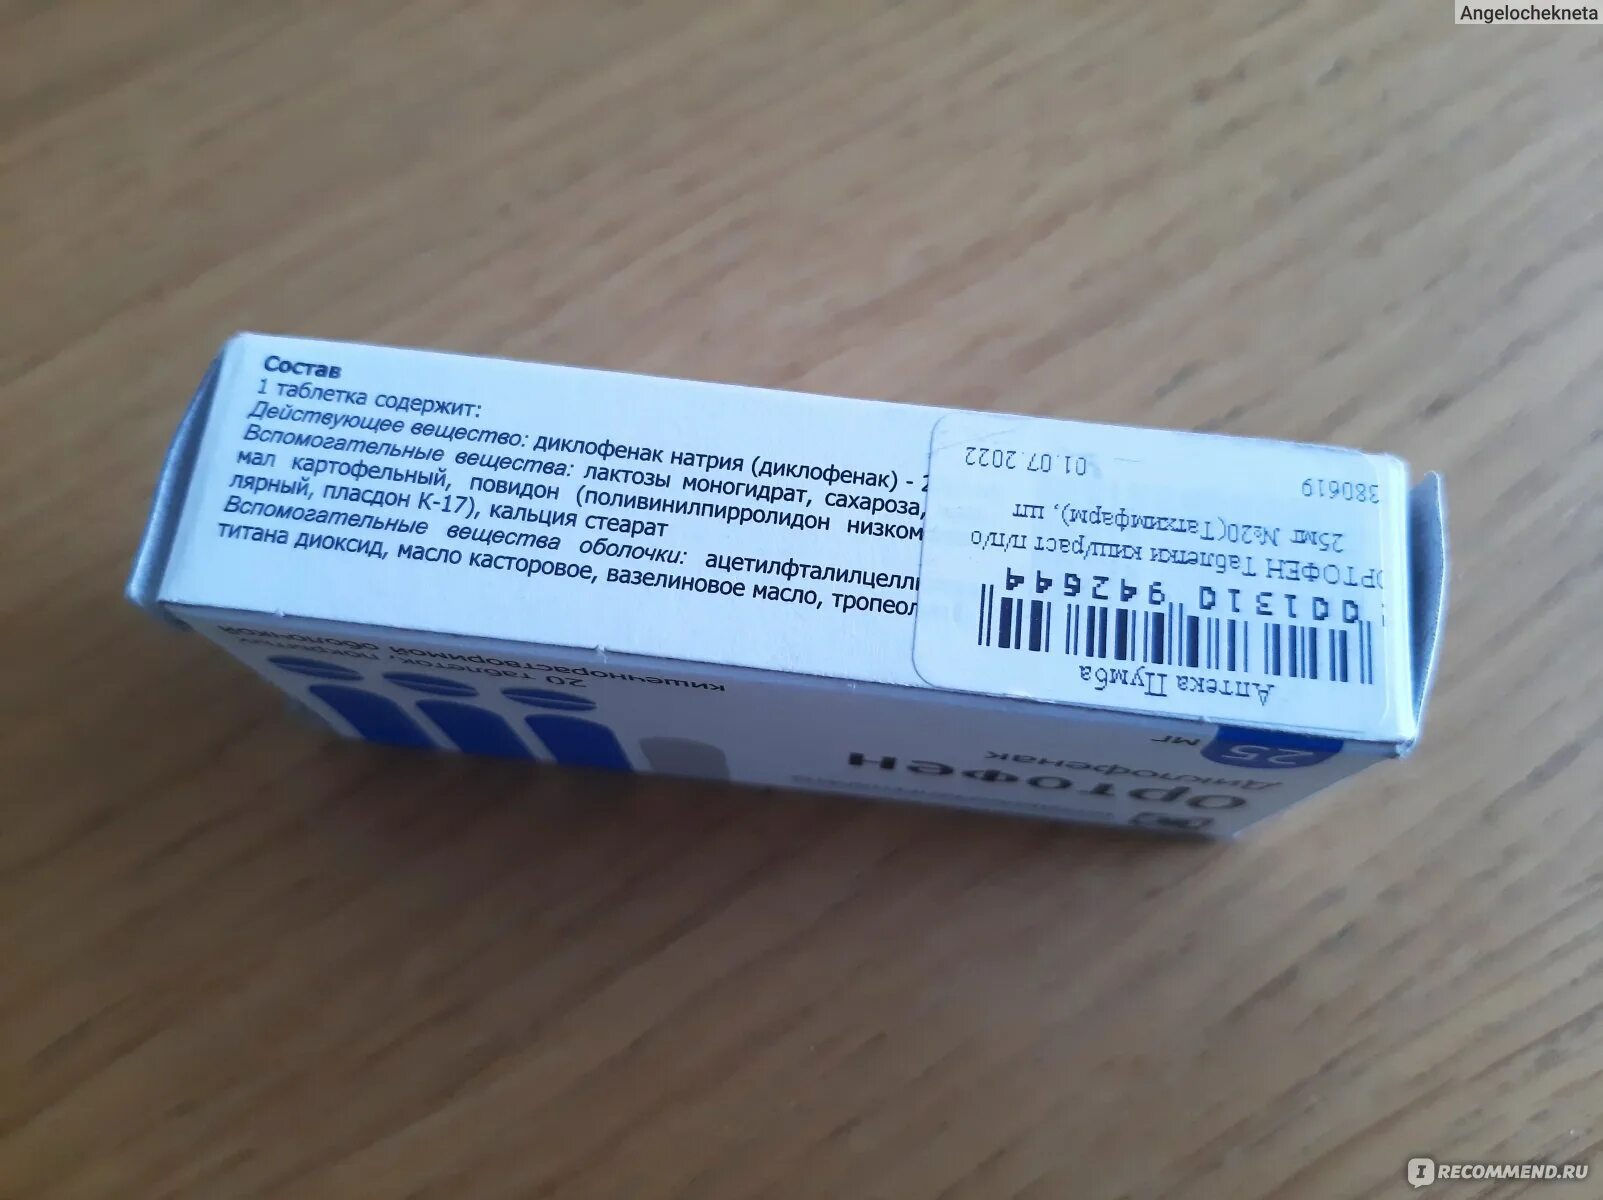 Angelochekneta
Состав
1 таблетка содержит:
Действующее вещество: диклофенак натрия (диклофенак) -
Вспомогательные вещества: лактозы моногидрат, сахароза,
мал картофельный, повидон (поливинилпирролидон низком
лярный, пласдон К-17), кальция стеарат
Вспомогательные вещества оболочки: ацетилфталилцелл
титана диоксид, масло касторовое, вазелиновое масло, тропеол
Аптека Пумба
001310 942644
ОРТОФЕН Таблетки киш/раст п/п/о
25мг №20(Татхимфарм), шт
380619
01.07.2022
ОРТОФЕН
диклофенак
25 мг
20 таблеток, покрытых
кишечнорастворимой оболочкой
IRECOMMEND.RU